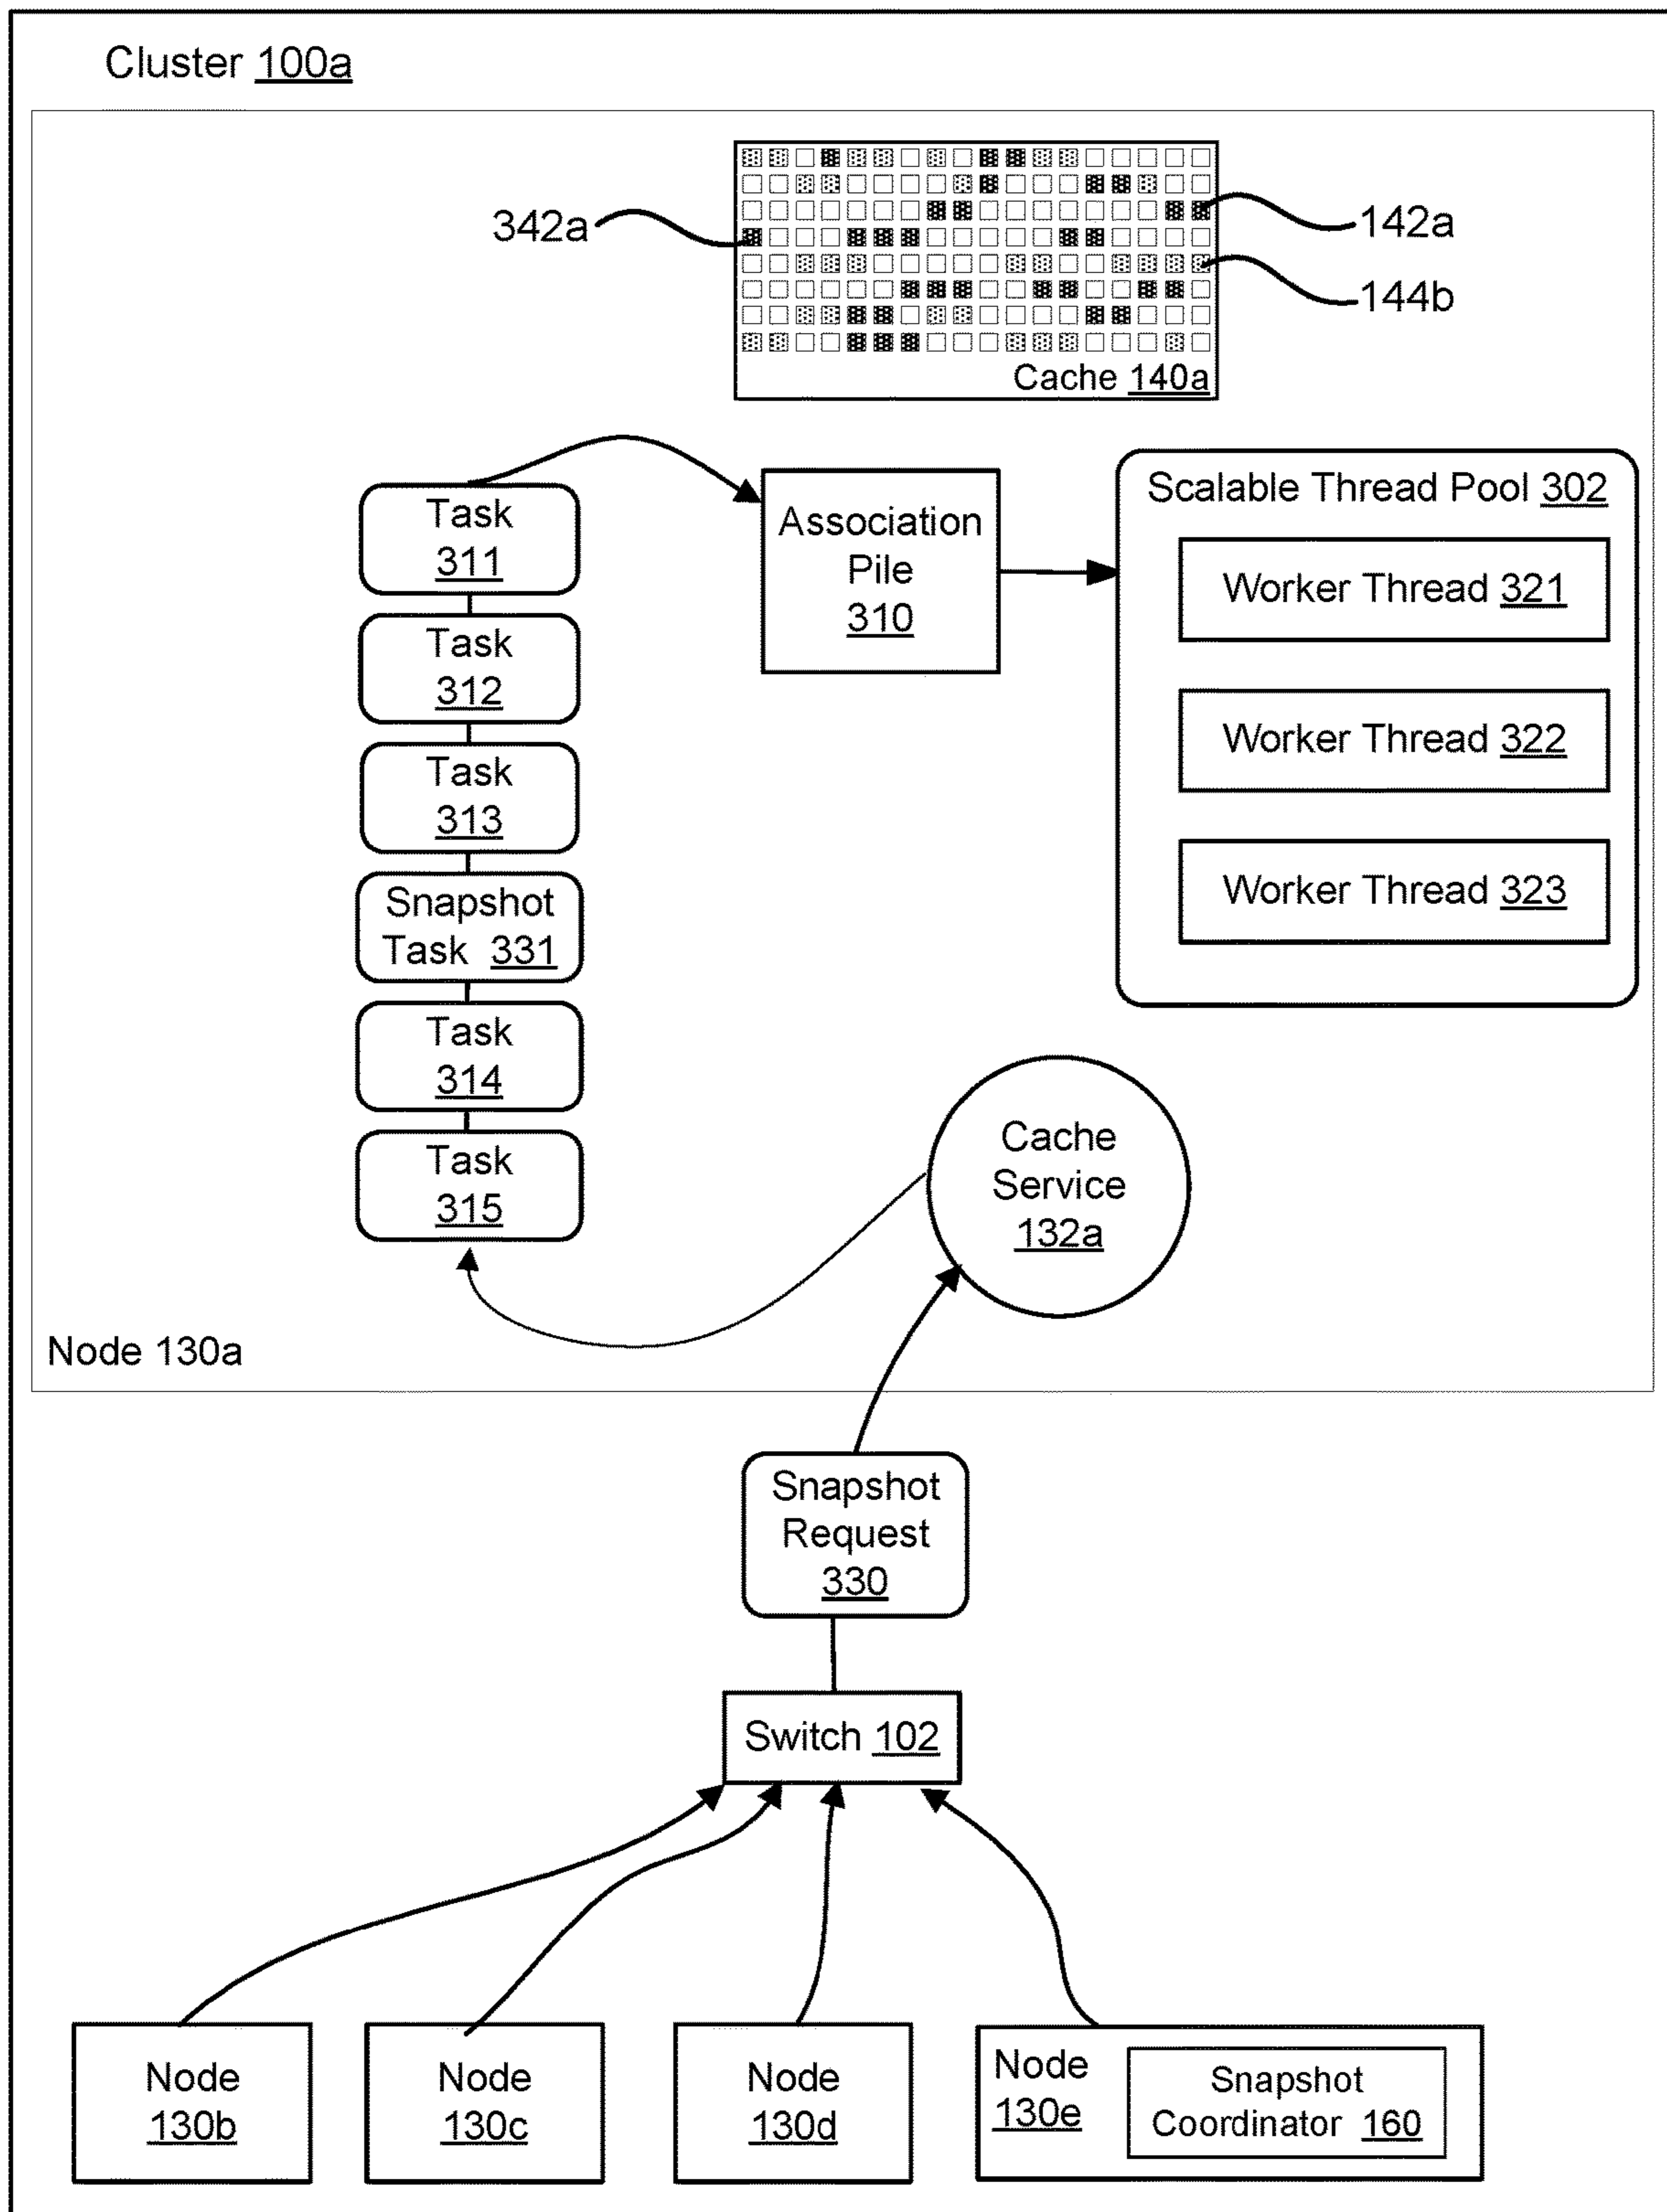 Cluster 100a
342a
142a
144b
Cache 140a
Task
311
Task
312
Task
313
Snapshot
Task 331
Task
314
Task
315
Association
Pile
310
Scalable Thread Pool 302
Worker Thread 321
Worker Thread 322
Worker Thread 323
Cache
Service
132a
Node 130a
Snapshot
Request
330
Switch 102
Node
130b
Node
130c
Node
130d
Node
130e
Snapshot
Coordinator 160